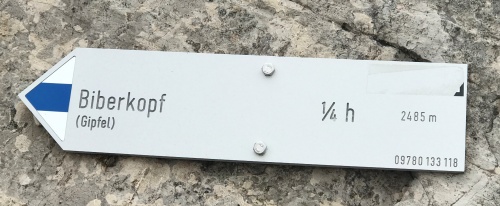 Biberkopf ¼ h 2485 m
(Gipfel)
09780 133 118